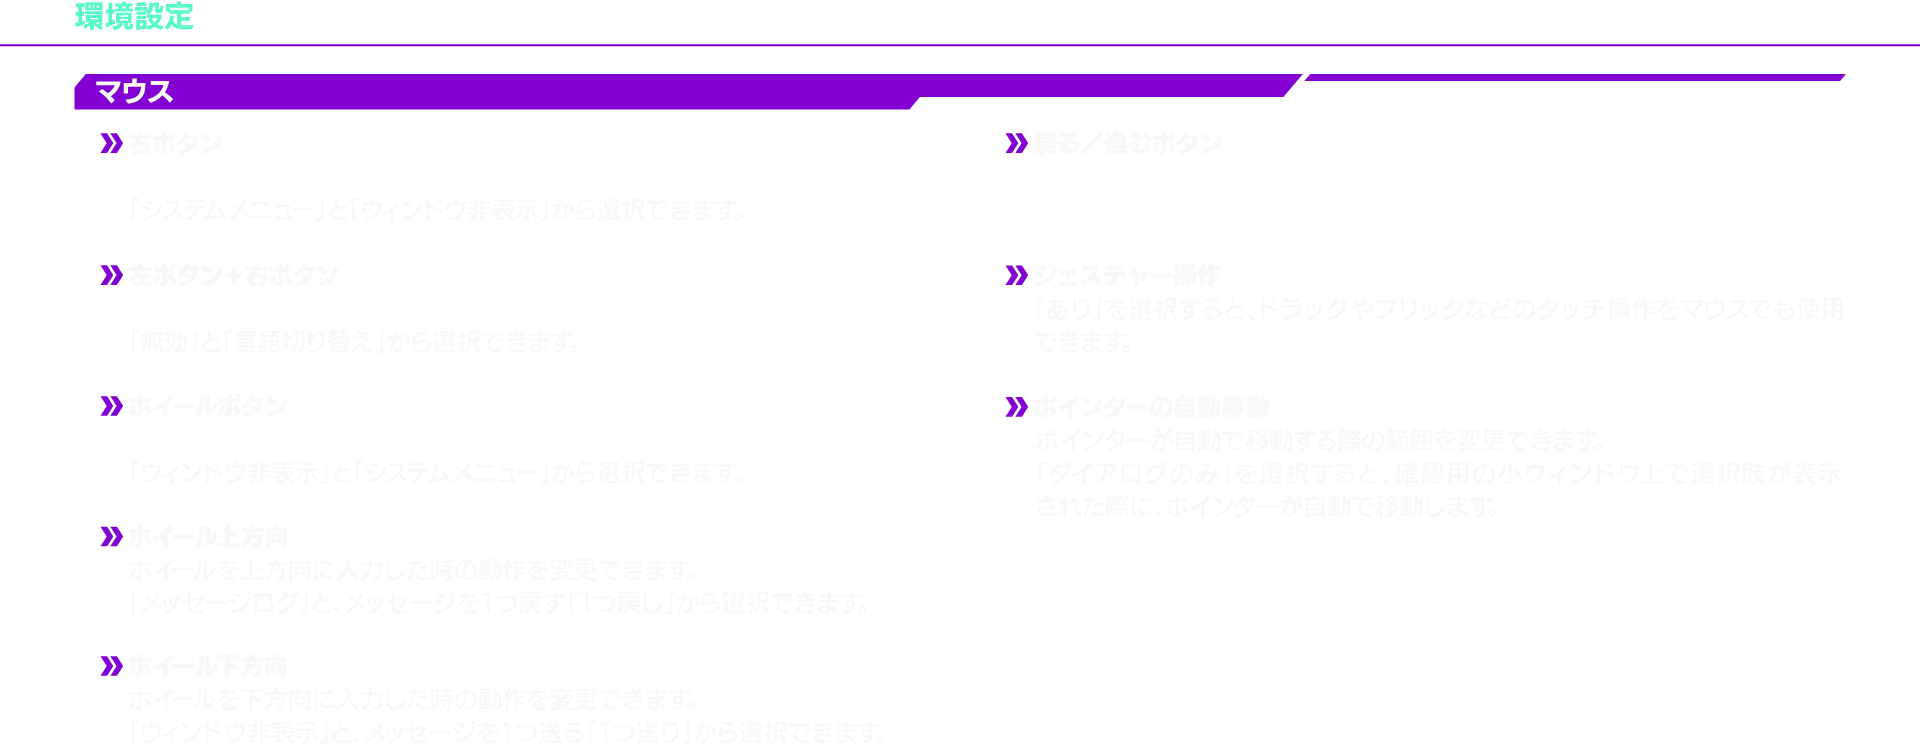 環境設定
マウス
右ボタン
「システムメニュー」と「ウィンドウ非表示」から選択できます。
左ボタン＋右ボタン
「無効」と「言語切り替え」から選択できます。
ホイールボタン
「ウィンドウ非表示」と「システムメニュー」から選択できます。
ホイール上方向
ホイールを上方向に入力した時の動作を変更できます。
「メッセージログ」と、メッセージを1つ戻す「1つ戻し」から選択できます。
ホイール下方向
ホイールを下方向に入力した時の動作を変更できます。
「ウィンドウ非表示」と、メッセージを1つ送る「1つ送り」から選択できます。
戻る／進むボタン
ジェスチャー操作
「あり」を選択すると、ドラッグやフリックなどのタッチ操作をマウスでも使用
できます。
ポインターの自動移動
ポインターが自動で移動する際の範囲を変更できます。
「ダイアログのみ」を選択すると、確認用の小ウィンドウ上で選択肢が表示
された際に、ポインターが自動で移動します。